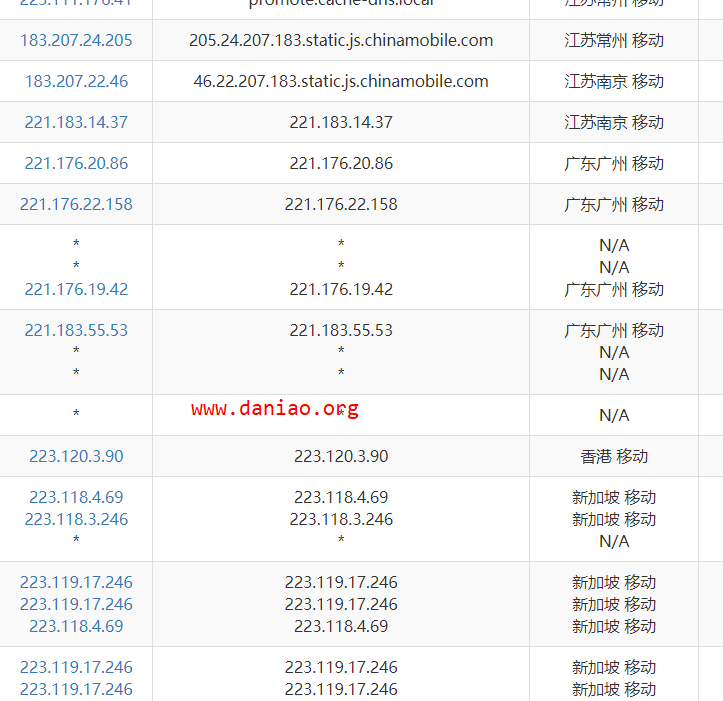 223.111.176.41 promote.cache-dns.local 江苏常州 移动
183.207.24.205 205.24.207.183.static.js.chinamobile.com 江苏常州 移动
183.207.22.46 46.22.207.183.static.js.chinamobile.com 江苏南京 移动
221.183.14.37 221.183.14.37 江苏南京 移动
221.176.20.86 221.176.20.86 广东广州 移动
221.176.22.158 221.176.22.158 广东广州 移动
* * N/A
* * N/A
221.176.19.42 221.176.19.42 广东广州 移动
221.183.55.53 221.183.55.53 广东广州 移动
* * N/A
* * N/A
www.daniao.org
* * N/A
223.120.3.90 223.120.3.90 香港 移动
223.118.4.69 223.118.4.69 新加坡 移动
223.118.3.246 223.118.3.246 新加坡 移动
* * N/A
223.119.17.246 223.119.17.246 新加坡 移动
223.119.17.246 223.119.17.246 新加坡 移动
223.118.4.69 223.118.4.69 新加坡 移动
223.119.17.246 223.119.17.246 新加坡 移动
223.119.17.246 223.119.17.246 新加坡 移动